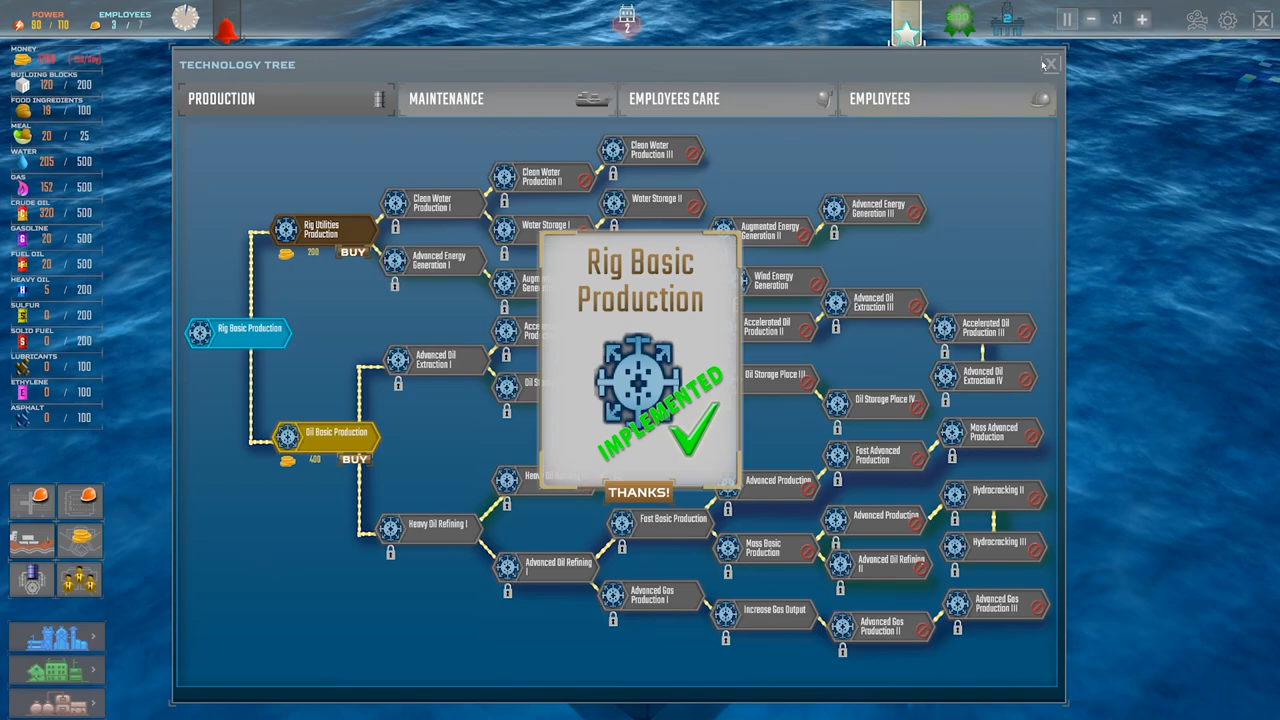 POWER
90 / 110
EMPLOYEES
3 / 7
2
2
x1
MONEY
BUILDING BLOCKS
120 / 200
FOOD INGREDIENTS
19 / 100
MEAL
20 / 25
WATER
205 / 500
GAS
152 / 500
CRUDE OIL
320 / 500
GASOLINE
20 / 500
FUEL OIL
20 / 500
HEAVY OIL
5 / 200
SULFUR
0 / 200
SOLID FUEL
0 / 200
LUBRICANTS
0 / 100
ETHYLENE
0 / 100
ASPHALT
0 / 100
TECHNOLOGY TREE
PRODUCTION
MAINTENANCE
EMPLOYEES CARE
EMPLOYEES
Rig Basic Production
Rig Utilities
Production
200
BUY
Oil Basic Production
400
BUY
Clean Water
Production I
Advanced Energy
Generation I
Advanced Oil
Extraction I
Heavy Oil Refining I
Clean Water
Production II
Water Storage I
Advanced Oil Refining
I
Clean Water
Production III
Water Storage II
Fast Basic Production
Advanced Gas
Production I
Augmented Energy
Generation II
Wind Energy
Generation
Accelerated Oil
Production II
Oil Storage Place III
Advanced Production
Mass Basic
Production
Increase Gas Output
Advanced Energy
Generation III
Advanced Oil
Extraction III
Oil Storage Place IV
Fast Advanced
Production
Advanced Production
Advanced Oil Refining
II
Advanced Gas
Production II
Accelerated Oil
Production III
Advanced Oil
Extraction IV
Mass Advanced
Production
Hydrocracking II
Hydrocracking III
Advanced Gas
Production III
Rig Basic
Production
IMPLEMENTED
THANKS!